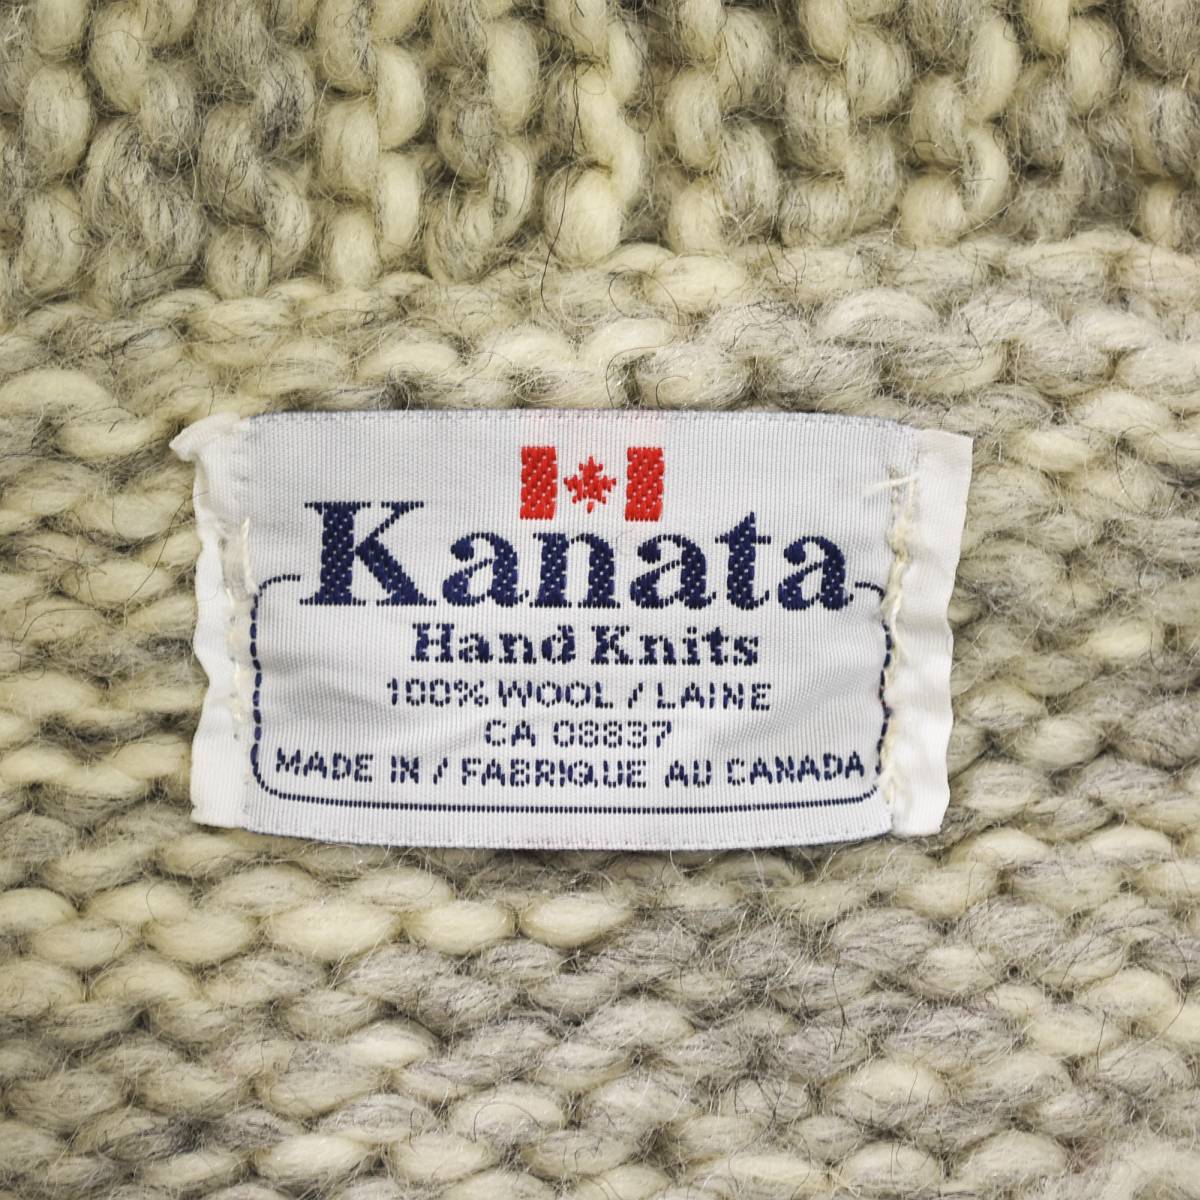 Kanata
Hand Knits
100% WOOL / LAINE
CA 08837
MADE IN / FABRIQUE AU CANADA